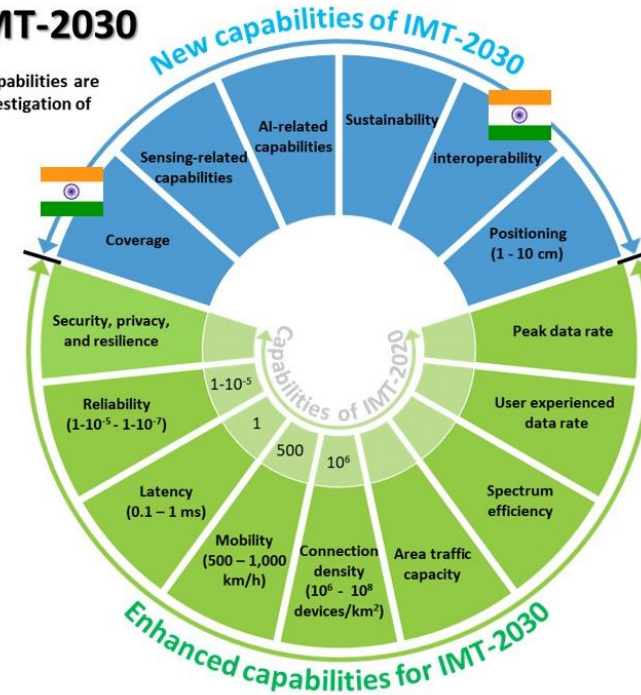 MT-2030
apabilities are
estigation of
New capabilities of IMT-2030
Coverage
Sensing-related
capabilities
AI-related
capabilities
Sustainability
interoperability
Positioning
(1 - 10 cm)
Security, privacy,
and resilience
Reliability
(1-10⁻⁵ - 1-10⁻⁷)
Latency
(0.1 – 1 ms)
Mobility
(500 – 1,000
km/h)
Connection
density
(10⁶ - 10⁸
devices/km²)
Area traffic
capacity
Spectrum
efficiency
User experienced
data rate
Peak data rate
1-10⁻⁵
1
500
10⁶
Capabilities of IMT-2020
Enhanced capabilities for IMT-2030